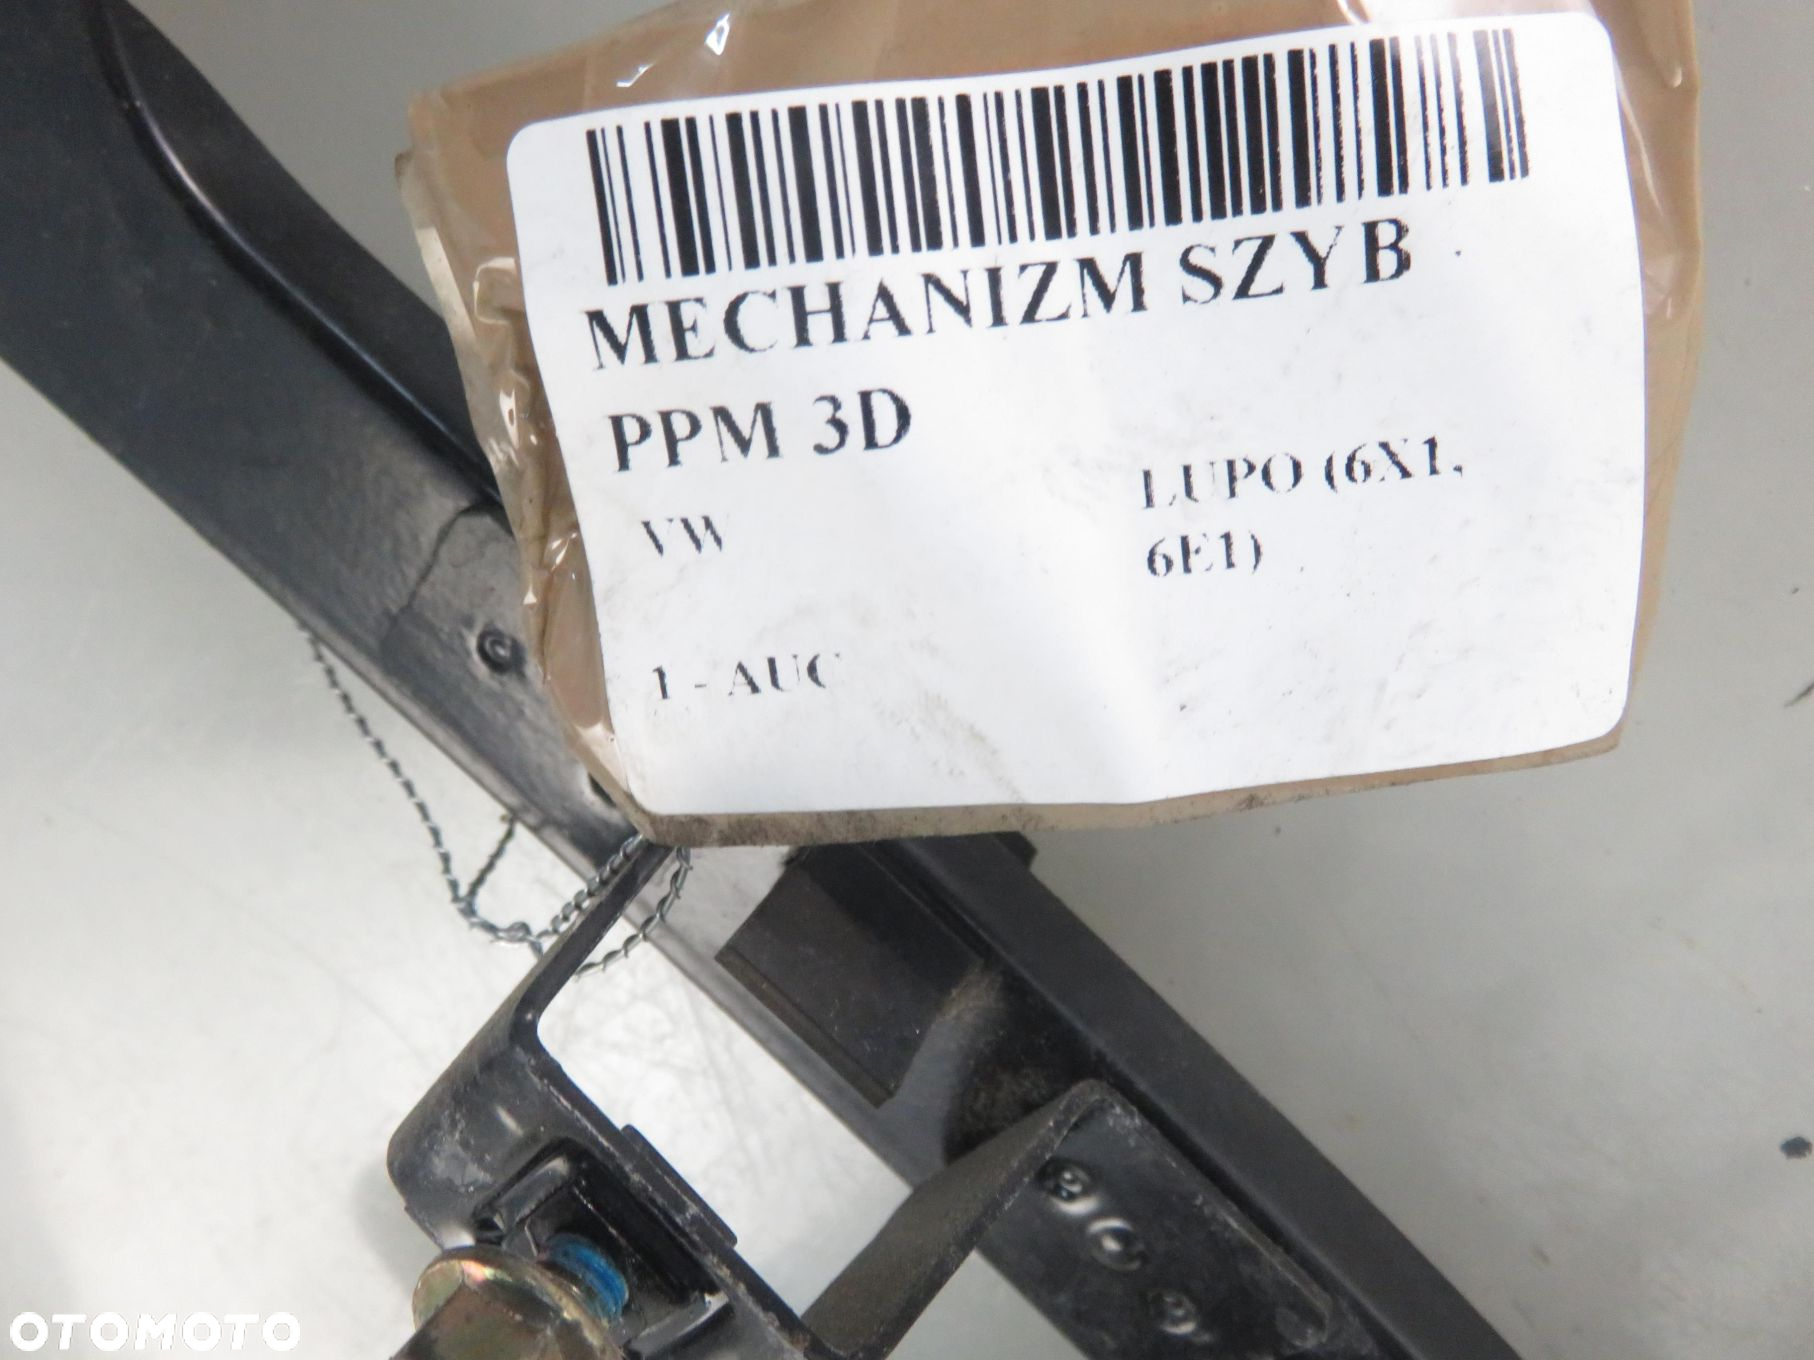 MECHANIZM SZYB
PPM 3D
VW
LUPO (6X1,
6E1)
1 - AUC
OTOMOTO